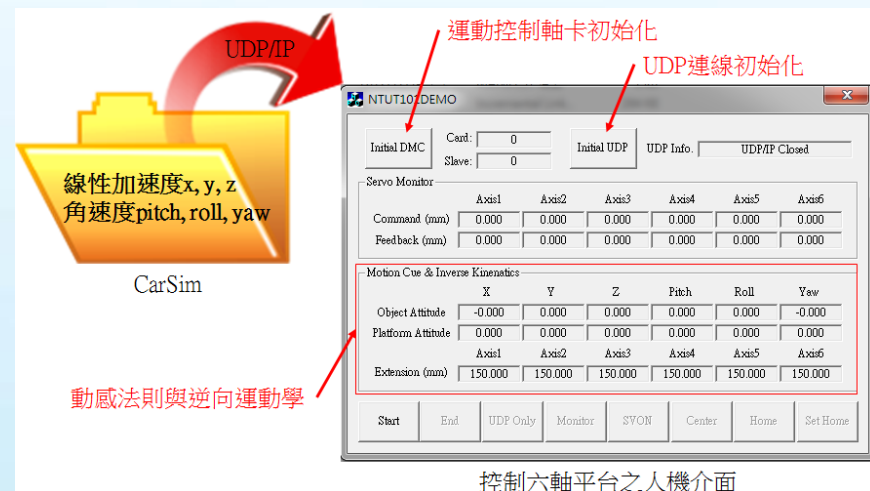 運動控制軸卡初始化
UDP/IP
UDP連線初始化
NTUT101DEMO
Initial DMC
Card: 0
Slave: 0
Initial UDP
UDP Info. UDP/IP Closed
線性加速度x, y, z
角速度pitch, roll, yaw
CarSim
Servo Monitor
Axis1 Axis2 Axis3 Axis4 Axis5 Axis6
Command (mm) 0.000 0.000 0.000 0.000 0.000 0.000
Feedback (mm) 0.000 0.000 0.000 0.000 0.000 0.000
Motion Cue & Inverse Kinenatics
X Y Z Pitch Roll Yaw
Object Attitude -0.000 0.000 0.000 0.000 0.000 -0.000
Platform Attitude 0.000 0.000 0.000 0.000 0.000 0.000
Axis1 Axis2 Axis3 Axis4 Axis5 Axis6
Extension (mm) 150.000 150.000 150.000 150.000 150.000 150.000
動感法則與逆向運動學
Start End UDP Only Monitor SVON Center Home Set Home
控制六軸平台之人機介面